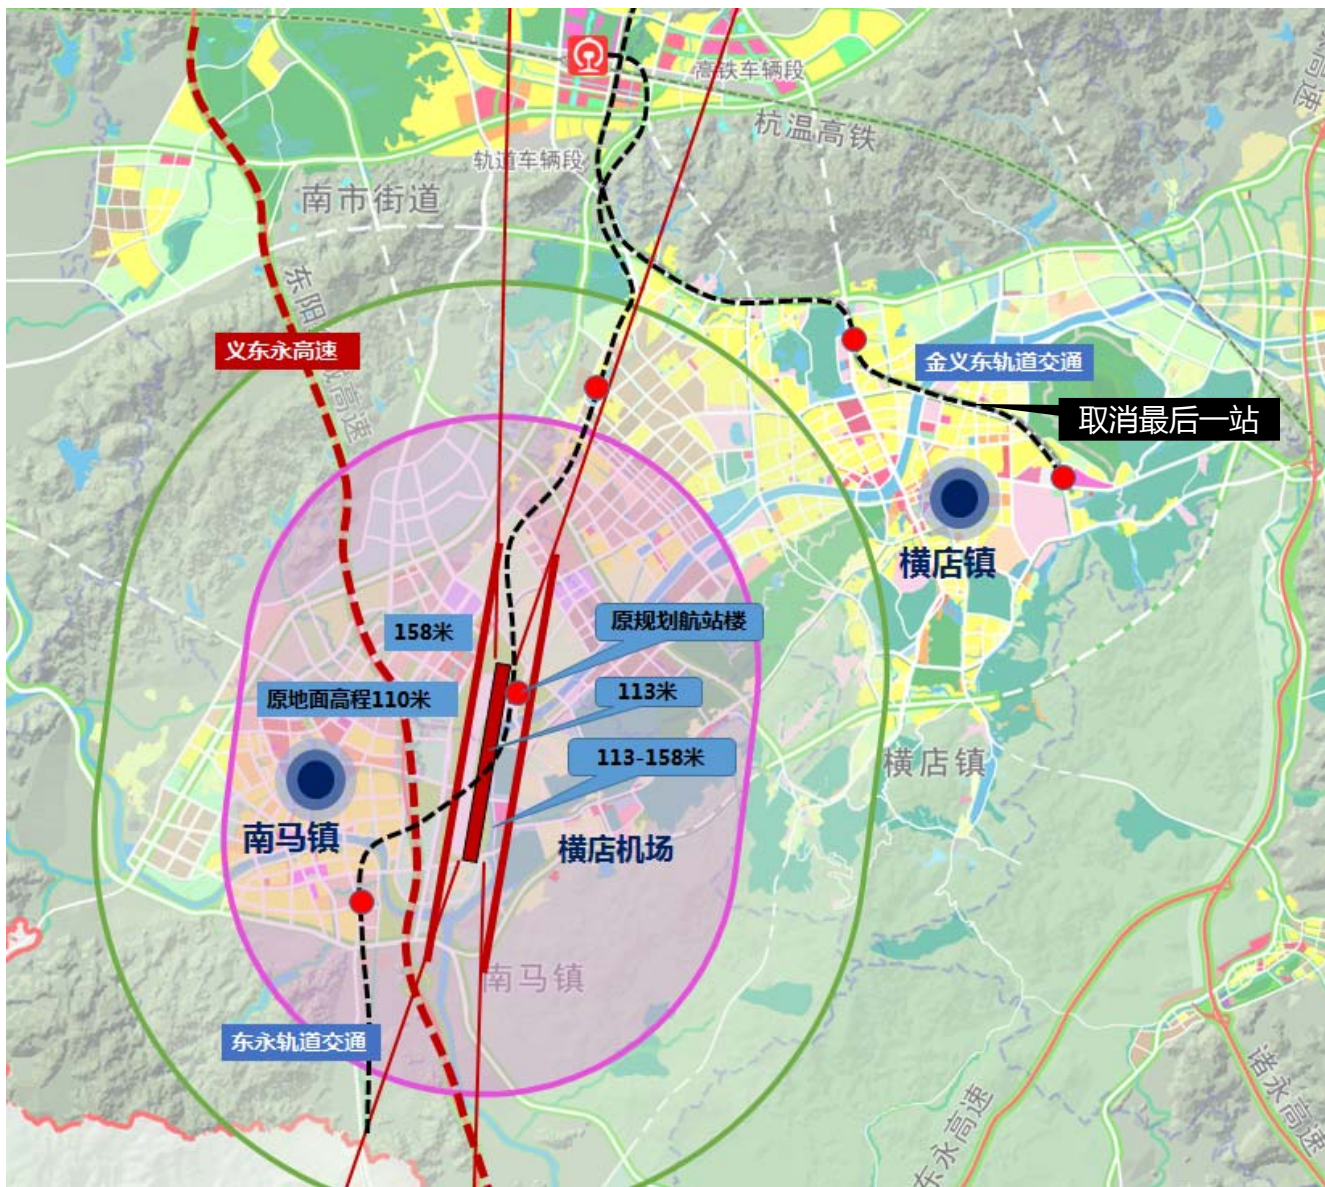 高铁车辆段
杭温高铁
轨道车辆段
南市街道
义东永高速
金义东轨道交通
取消最后一站
横店镇
158米
原规划航站楼
原地面高程110米
113米
113-158米
横店镇
南马镇
横店机场
南马镇
东永轨道交通
东永高速
诸永高速